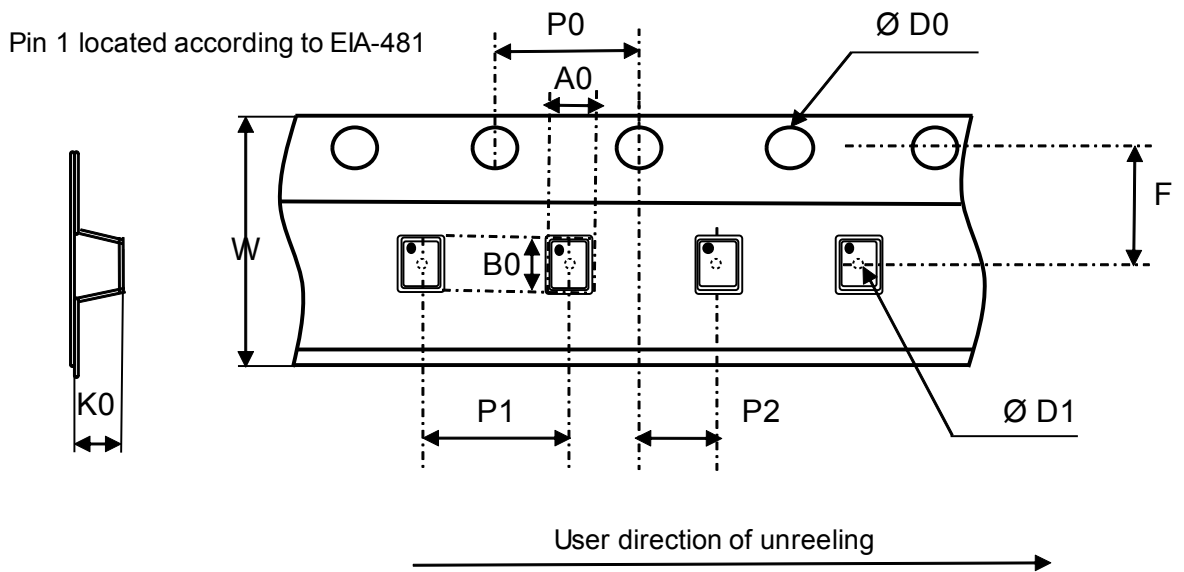 Pin 1 located according to EIA-481
P0
Ø D0
A0
F
W
B0
K0
P1
P2
Ø D1
User direction of unreeling